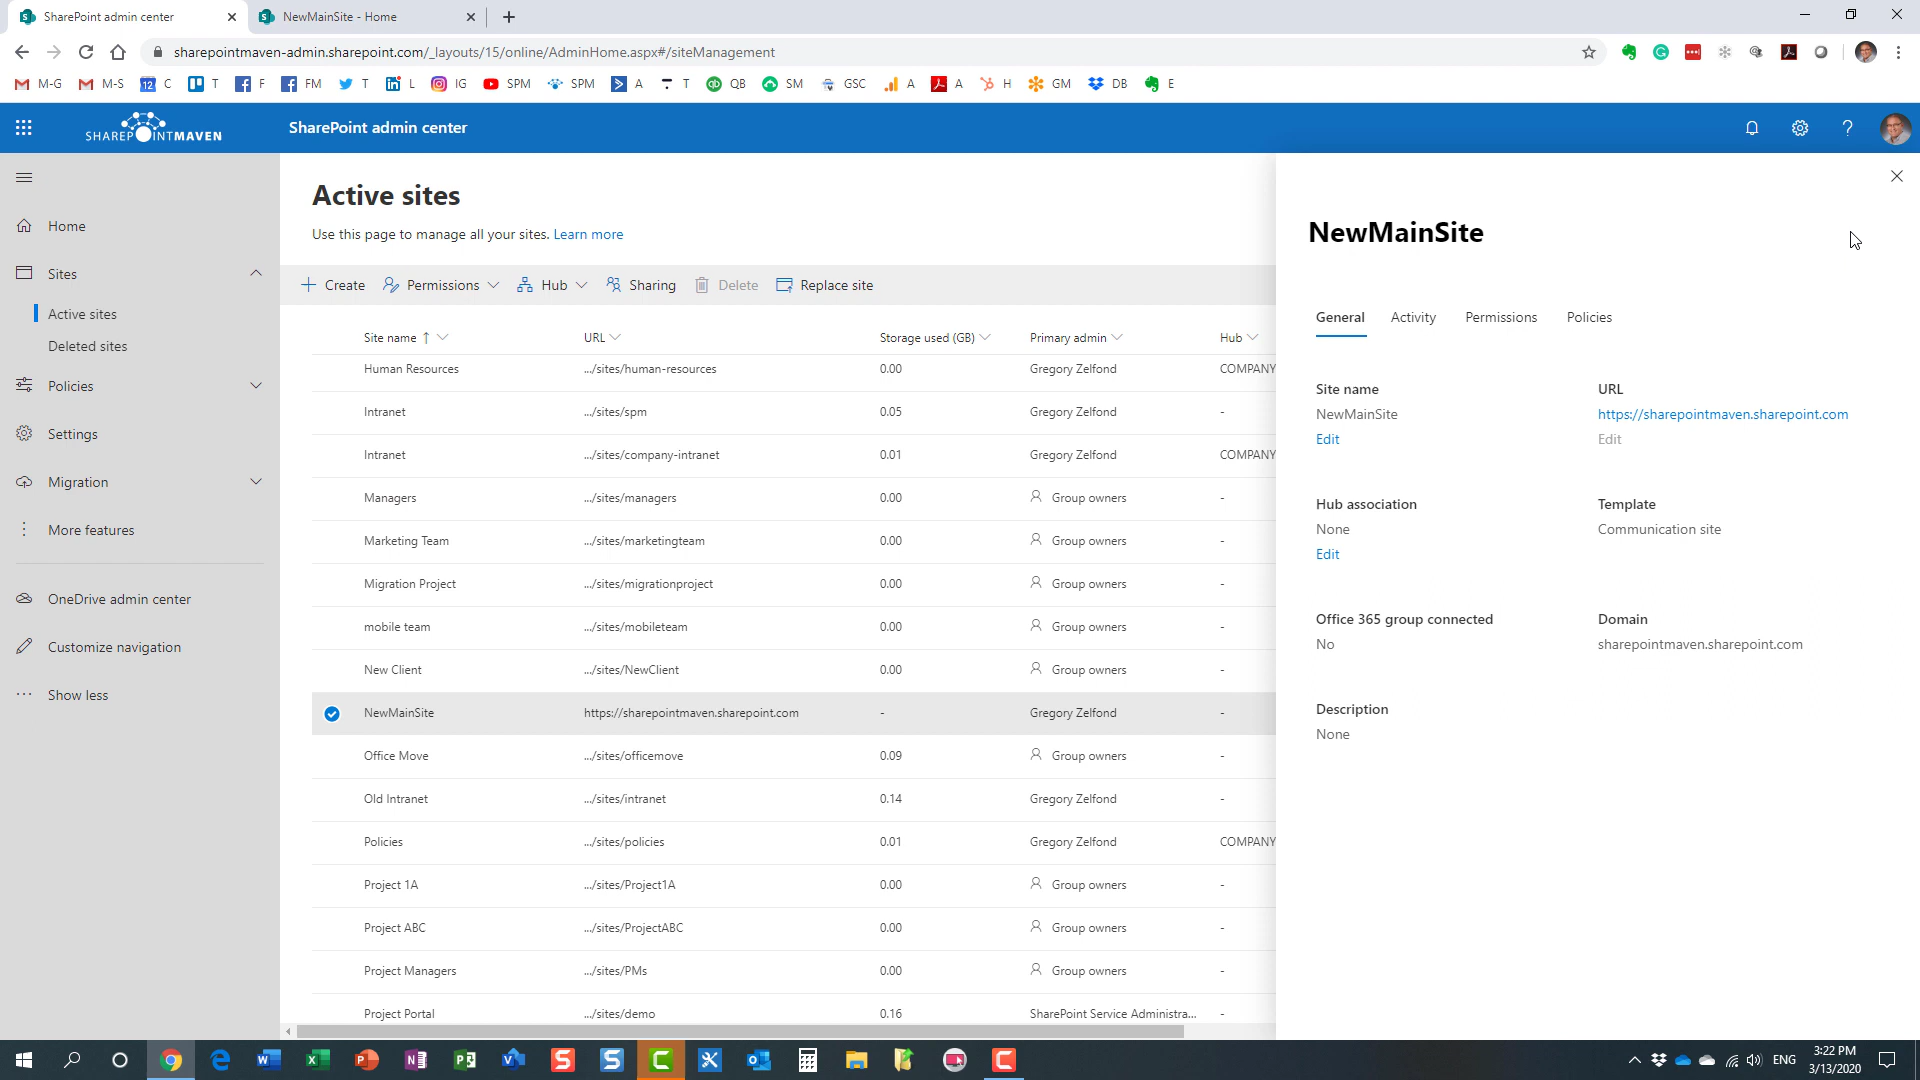 SharePoint admin center
NewMainSite - Home
sharepointmaven-admin.sharepoint.com/_layouts/15/online/AdminHome.aspx#/siteManagement
M-G M-S 12 C T F FM T L IG SPM SPM A T QB SM GSC A A H GM DB E
SHAREPOINTMAVEN
SharePoint admin center
Home
Sites
Active sites
Deleted sites
Policies
Settings
Migration
More features
OneDrive admin center
Customize navigation
Show less
Active sites
Use this page to manage all your sites. Learn more
Create Permissions Hub Sharing Delete Replace site
Site name ↑ URL Storage used (GB) Primary admin Hub
Human Resources .../sites/human-resources 0.00 Gregory Zelfond COMPANY
Intranet .../sites/spm 0.05 Gregory Zelfond -
Intranet .../sites/company-intranet 0.01 Gregory Zelfond COMPANY
Managers .../sites/managers 0.00 Group owners -
Marketing Team .../sites/marketingteam 0.00 Group owners -
Migration Project .../sites/migrationproject 0.00 Group owners -
mobile team .../sites/mobileteam 0.00 Group owners -
New Client .../sites/NewClient 0.00 Group owners -
NewMainSite https://sharepointmaven.sharepoint.com - Gregory Zelfond -
Office Move .../sites/officemove 0.09 Group owners -
Old Intranet .../sites/intranet 0.14 Gregory Zelfond -
Policies .../sites/policies 0.01 Gregory Zelfond COMPANY
Project 1A .../sites/Project1A 0.00 Group owners -
Project ABC .../sites/ProjectABC 0.00 Group owners -
Project Managers .../sites/PMs 0.00 Group owners -
Project Portal .../sites/demo 0.16 SharePoint Service Administra... -
NewMainSite
General Activity Permissions Policies
Site name
NewMainSite
Edit
URL
https://sharepointmaven.sharepoint.com
Edit
Hub association
None
Edit
Template
Communication site
Office 365 group connected
No
Domain
sharepointmaven.sharepoint.com
Description
None
ENG
3:22 PM
3/13/2020